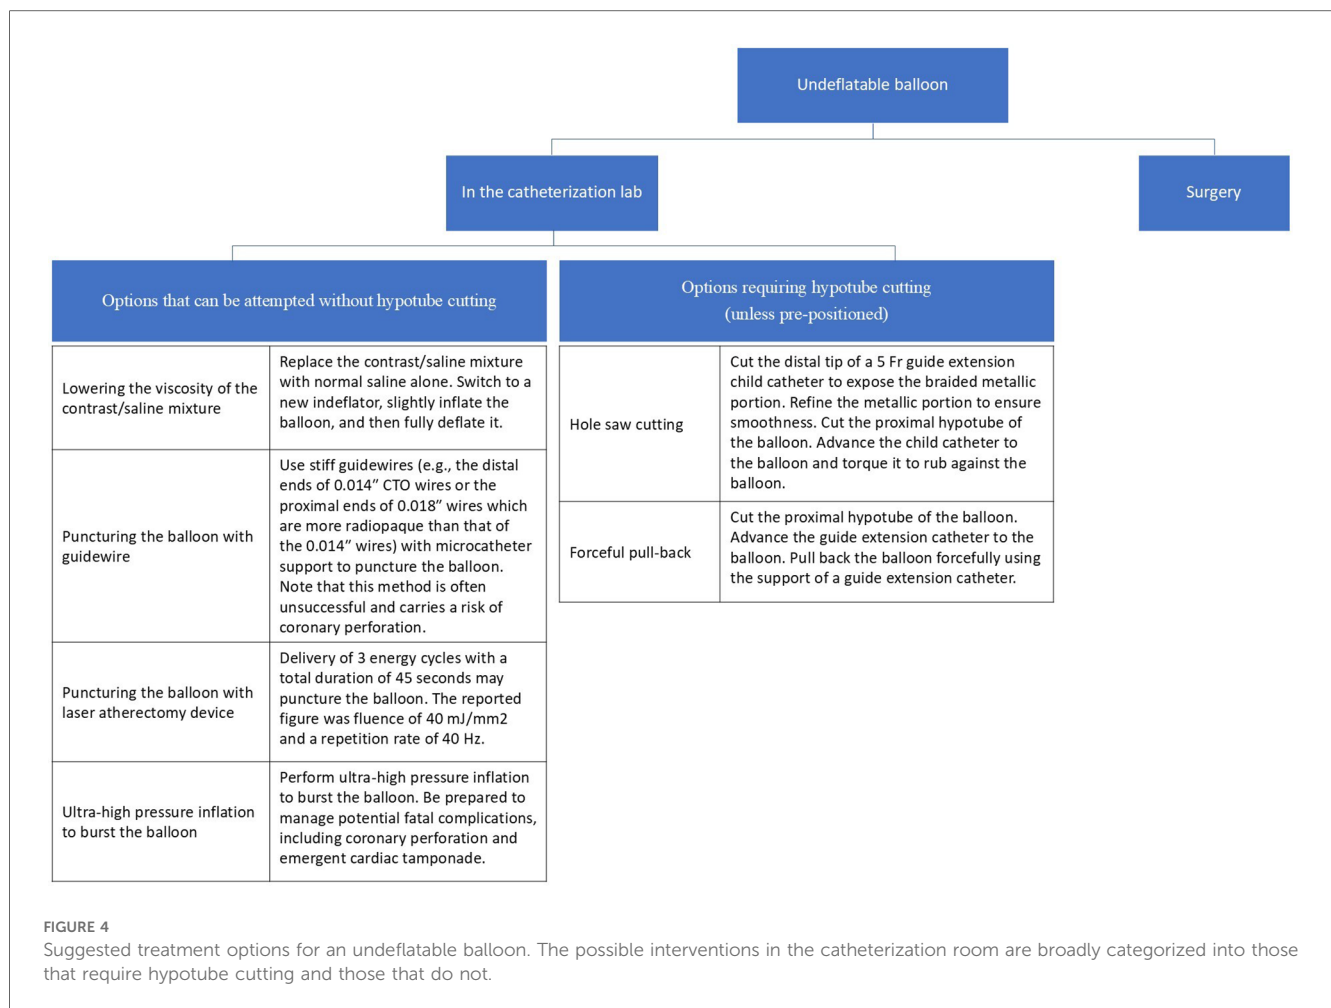 Undeflatable balloon
In the catheterization lab
Surgery
Options that can be attempted without hypotube cutting
Lowering the viscosity of the
contrast/saline mixture
Replace the contrast/saline mixture
with normal saline alone. Switch to a
new indeflator, slightly inflate the
balloon, and then fully deflate it.
Puncturing the balloon with
guidewire
Use stiff guidewires (e.g., the distal
ends of 0.014” CTO wires or the
proximal ends of 0.018” wires which
are more radiopaque than that of
the 0.014” wires) with microcatheter
support to puncture the balloon.
Note that this method is often
unsuccessful and carries a risk of
coronary perforation.
Puncturing the balloon with
laser atherectomy device
Delivery of 3 energy cycles with a
total duration of 45 seconds may
puncture the balloon. The reported
figure was fluence of 40 mJ/mm2
and a repetition rate of 40 Hz.
Ultra-high pressure inflation
to burst the balloon
Perform ultra-high pressure inflation
to burst the balloon. Be prepared to
manage potential fatal complications,
including coronary perforation and
emergent cardiac tamponade.
Options requiring hypotube cutting
(unless pre-positioned)
Hole saw cutting
Cut the distal tip of a 5 Fr guide extension
child catheter to expose the braided metallic
portion. Refine the metallic portion to ensure
smoothness. Cut the proximal hypotube of
the balloon. Advance the child catheter to
the balloon and torque it to rub against the
balloon.
Forceful pull-back
Cut the proximal hypotube of the balloon.
Advance the guide extension catheter to the
balloon. Pull back the balloon forcefully using
the support of a guide extension catheter.
FIGURE 4
Suggested treatment options for an undeflatable balloon. The possible interventions in the catheterization room are broadly categorized into those
that require hypotube cutting and those that do not.